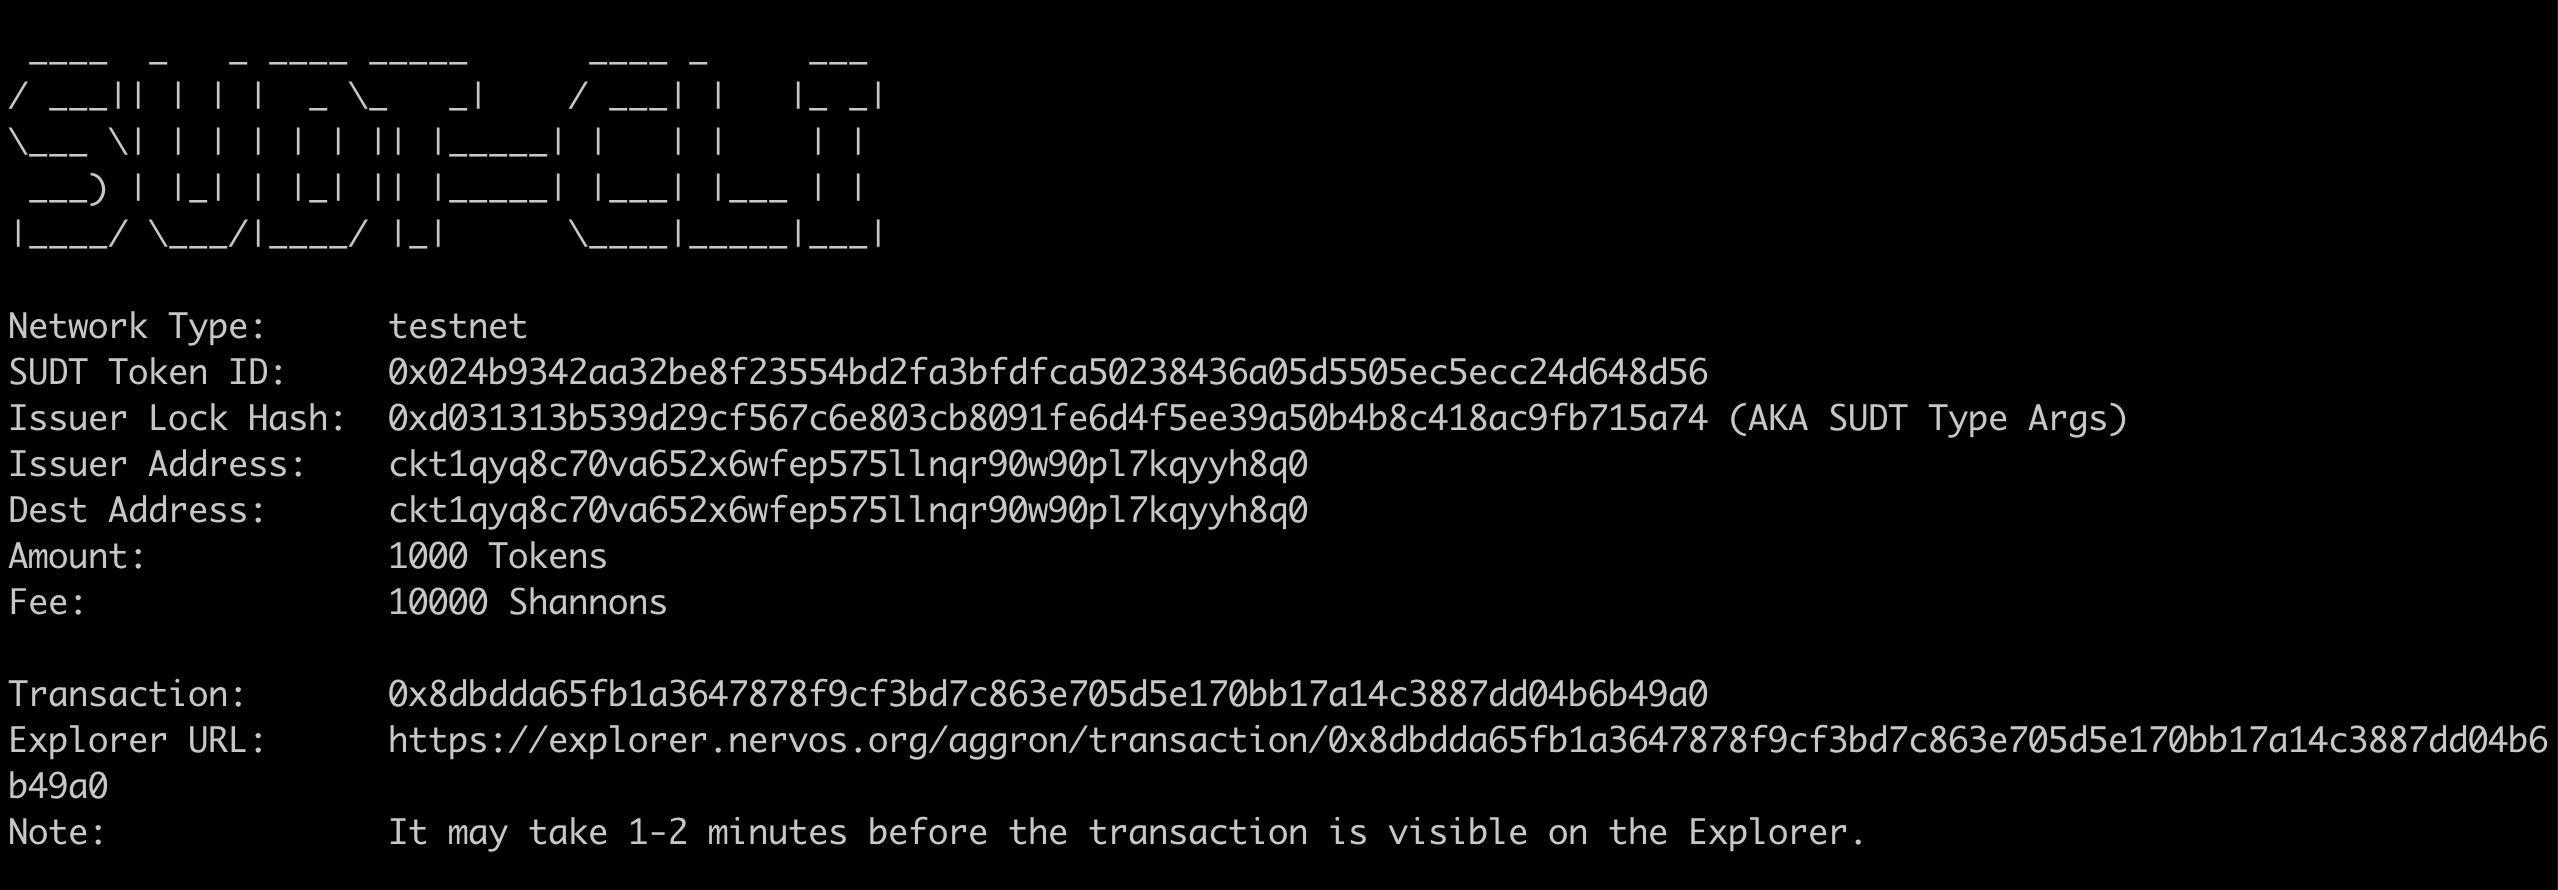 ____  _   _ ____ _____      ____ _     ___
/ ___|| | | |  _ \_   _|    / ___| |   |_ _|
\___ \| | | | | | || |_____| |   | |    | |
 ___) | |_| | |_| || |_____| |___| |___ | |
|____/ \___/|____/ |_|      \____|_____|___|

Network Type:      testnet
SUDT Token ID:     0x024b9342aa32be8f23554bd2fa3bfdfca50238436a05d5505ec5ecc24d648d56
Issuer Lock Hash:  0xd031313b539d29cf567c6e803cb8091fe6d4f5ee39a50b4b8c418ac9fb715a74 (AKA SUDT Type Args)
Issuer Address:    ckt1qyq8c70va652x6wfep575llnqr90w90pl7kqyyh8q0
Dest Address:      ckt1qyq8c70va652x6wfep575llnqr90w90pl7kqyyh8q0
Amount:            1000 Tokens
Fee:               10000 Shannons

Transaction:       0x8dbdda65fb1a3647878f9cf3bd7c863e705d5e170bb17a14c3887dd04b6b49a0
Explorer URL:      https://explorer.nervos.org/aggron/transaction/0x8dbdda65fb1a3647878f9cf3bd7c863e705d5e170bb17a14c3887dd04b6
b49a0
Note:              It may take 1-2 minutes before the transaction is visible on the Explorer.